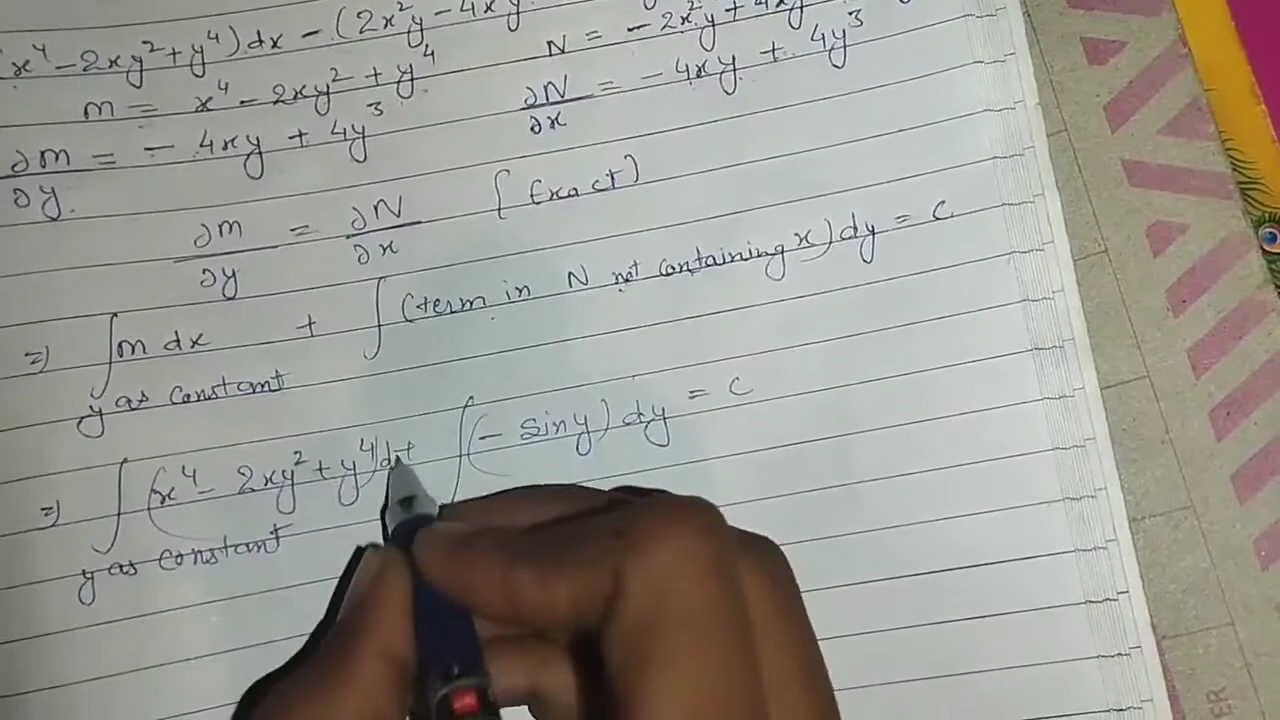 (x⁴ - 2xy² + y⁴) dx - (2x²y - 4xy
m = x⁴ - 2xy² + y⁴ N = - 2x²y + 4xy
∂m/∂y = - 4xy + 4y³ ∂N/∂x = - 4xy + 4y³
∂m/∂y = ∂N/∂x (Exact)
⇒ ∫ m dx + ∫ (term in N not containing x) dy = c
y as constant
⇒ ∫ (x⁴ - 2xy² + y⁴) dx + ∫ (- sin y) dy = c
y as constant
ER